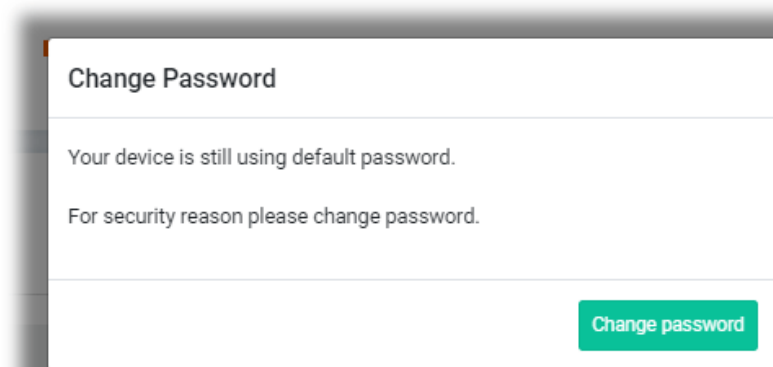 Change Password
Your device is still using default password.
For security reason please change password.
Change password